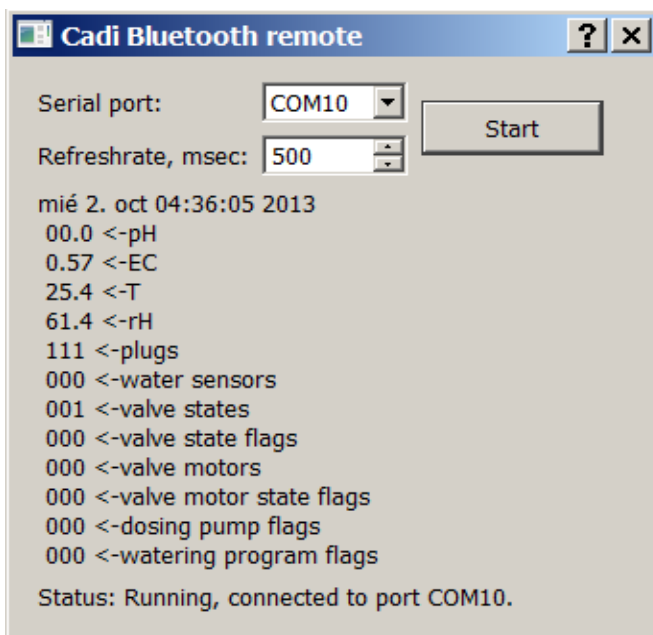 Cadi Bluetooth remote
Serial port: COM10
Start
Refreshrate, msec: 500
mié 2. oct 04:36:05 2013
00.0 <-pH
0.57 <-EC
25.4 <-T
61.4 <-rH
111 <-plugs
000 <-water sensors
001 <-valve states
000 <-valve state flags
000 <-valve motors
000 <-valve motor state flags
000 <-dosing pump flags
000 <-watering program flags
Status: Running, connected to port COM10.